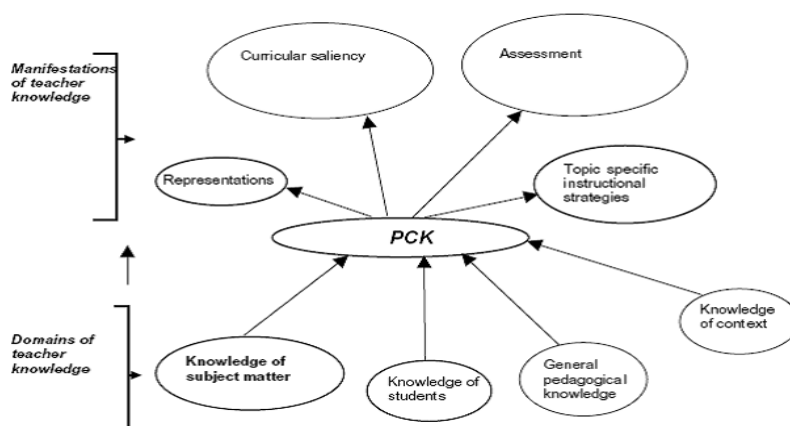 Manifestations
of teacher
knowledge
Curricular saliency
Assessment
Representations
Topic specific
instructional
strategies
PCK
Domains of
teacher
knowledge
Knowledge of
subject matter
Knowledge of
students
General
pedagogical
knowledge
Knowledge
of context